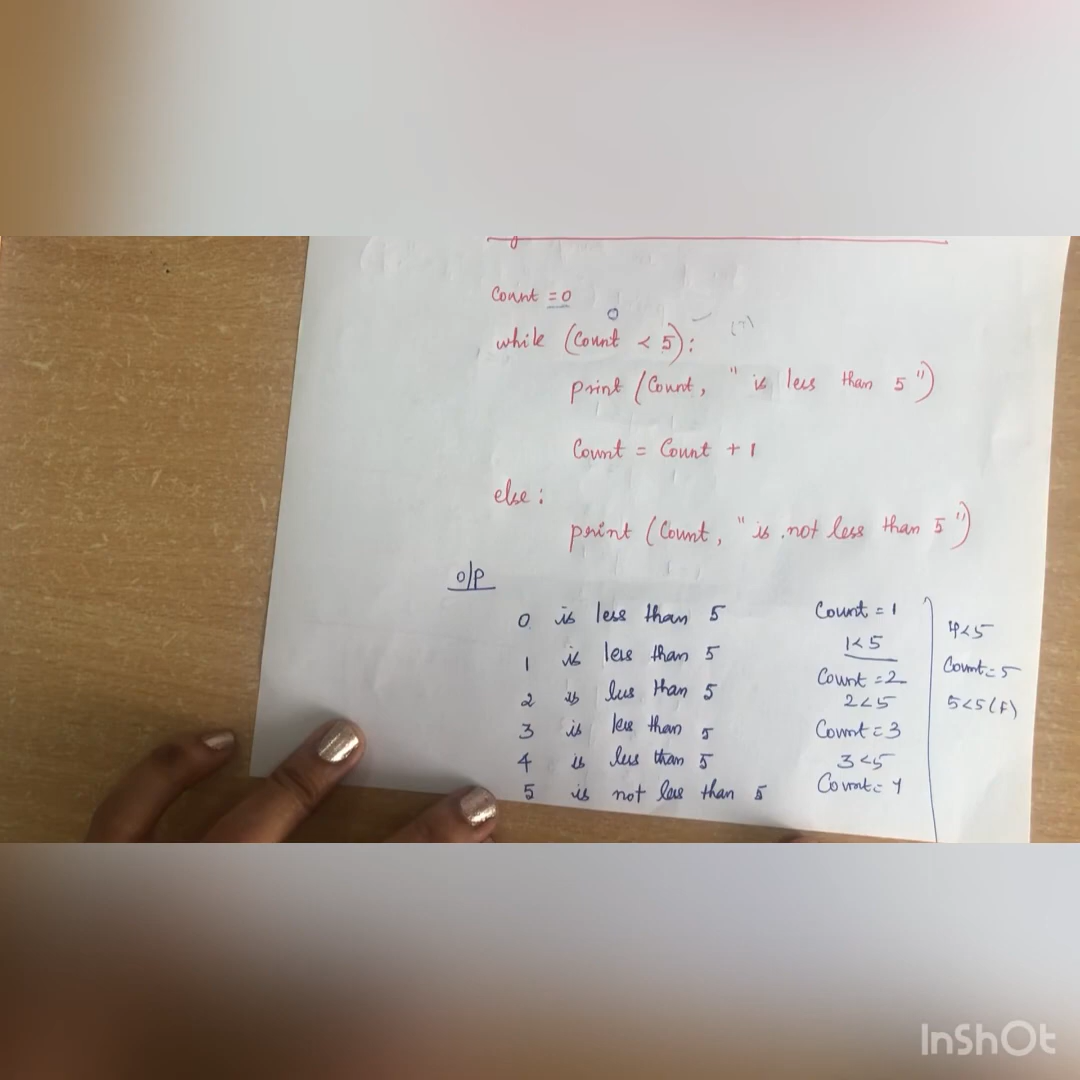 Count = 0
0
while (Count < 5):
(T)
print (Count, " is less than 5 ")
Count = Count + 1
else :
print (Count, " is not less than 5 ")
o/p
0 is less than 5
1 is less than 5
2 is less than 5
3 is less than 5
4 is less than 5
5 is not less than 5
Count = 1
1<5
Count = 2
2<5
Count = 3
3<5
Count = 4
4<5
Count = 5
5<5 (f)
InShOt